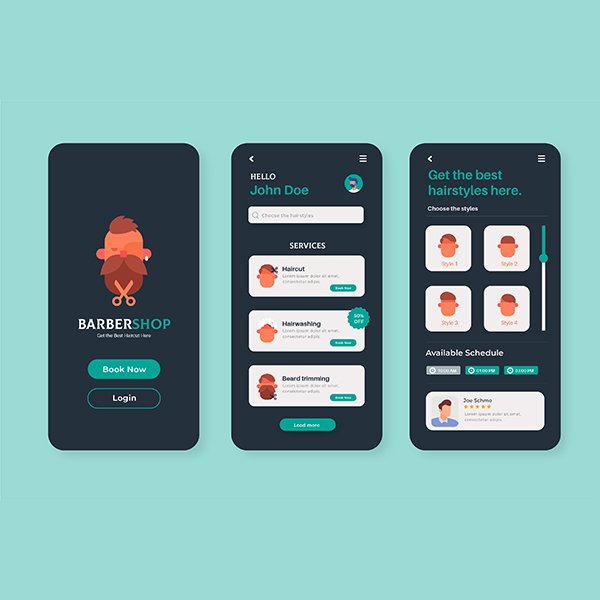 BARBERSHOP
Get the Best Haircut Here
Book Now
Login
HELLO
John Doe
Choose the hairstyles
SERVICES
Haircut
Lorem ipsum dolor sit amet,
consectetur adipis.
Book Now
50%
OFF
Hairwashing
Lorem ipsum dolor sit amet,
consectetur adipis.
Book Now
Beard trimming
Lorem ipsum dolor sit amet,
consectetur adipis.
Book Now
Load more
Get the best
hairstyles here.
Choose the styles
Style 1
Style 2
Style 3
Style 4
Available Schedule
10:00 AM
01:00 PM
03:00 PM
Joe Schmo
Lorem ipsum dolor sit amet,
consectetur adipis.